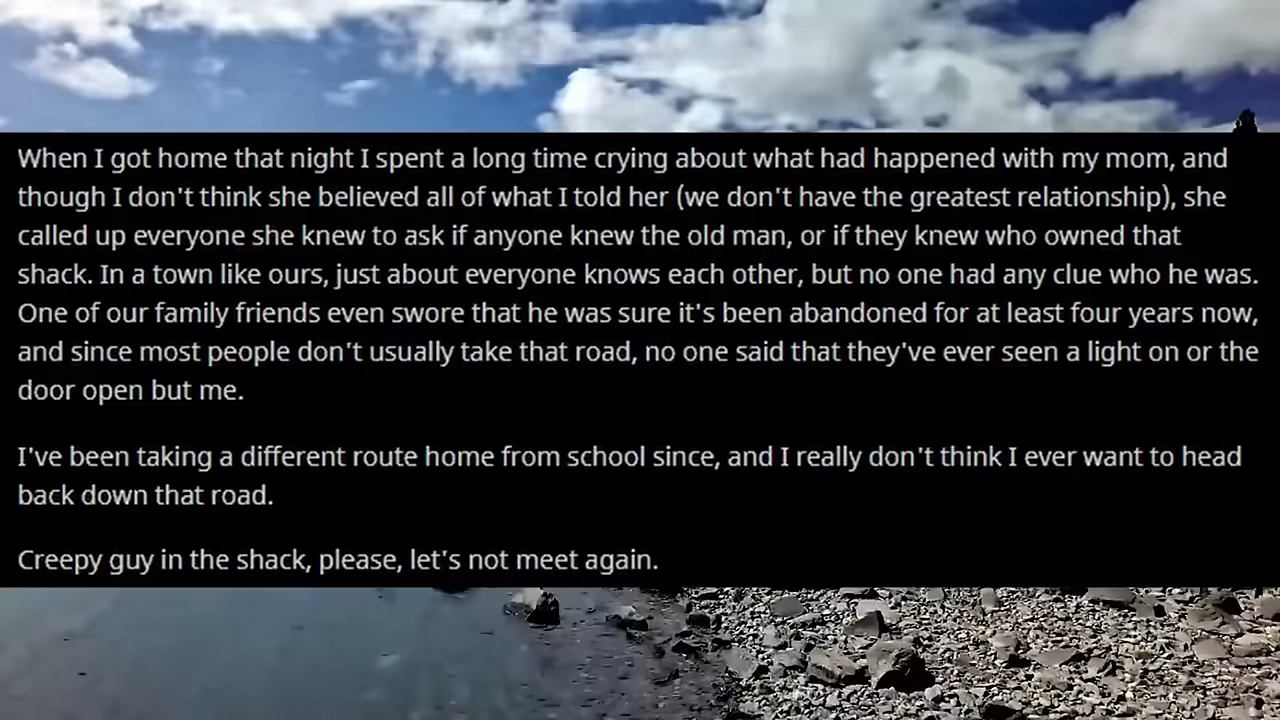 When I got home that night I spent a long time crying about what had happened with my mom, and
though I don't think she believed all of what I told her (we don't have the greatest relationship), she
called up everyone she knew to ask if anyone knew the old man, or if they knew who owned that
shack. In a town like ours, just about everyone knows each other, but no one had any clue who he was.
One of our family friends even swore that he was sure it's been abandoned for at least four years now,
and since most people don't usually take that road, no one said that they've ever seen a light on or the
door open but me.
I've been taking a different route home from school since, and I really don't think I ever want to head
back down that road.
Creepy guy in the shack, please, let's not meet again.